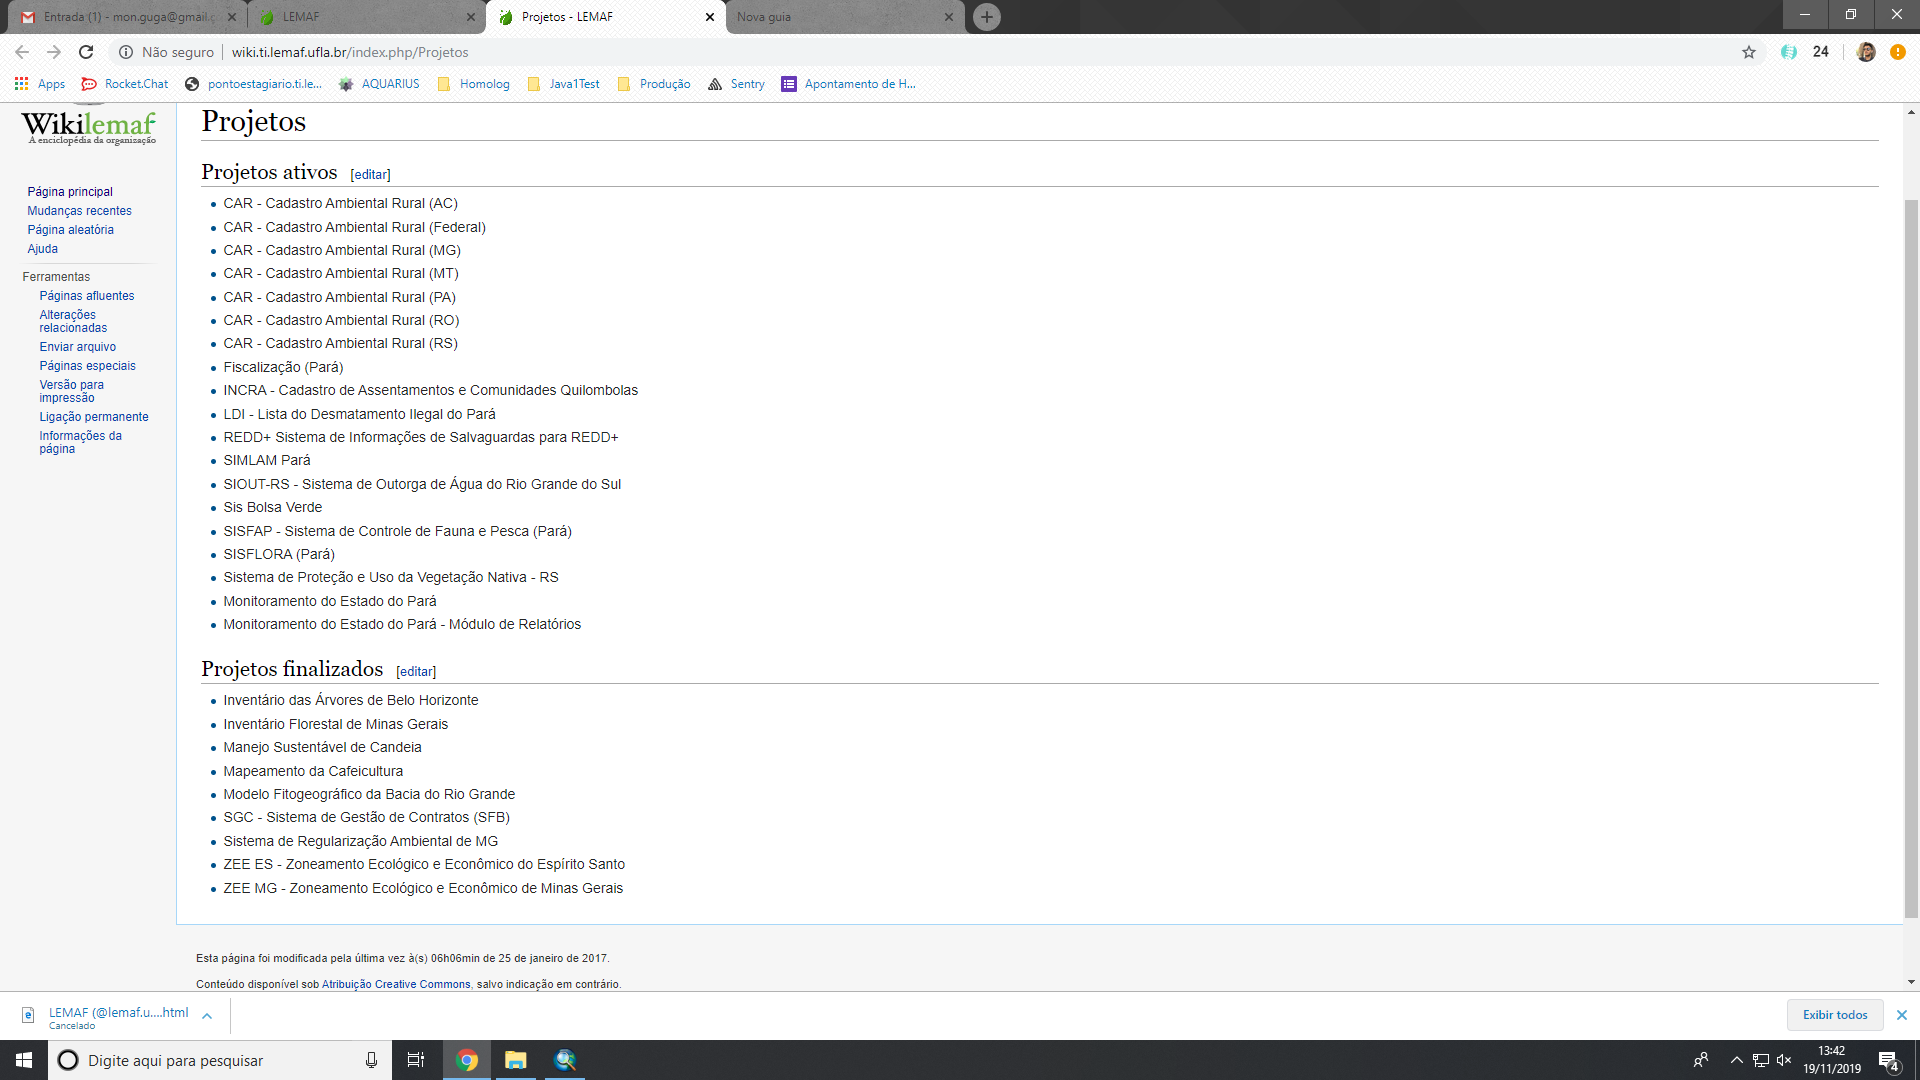 Entrada (1) - mon.guga@gmail.c
LEMAF
Projetos - LEMAF
Nova guia
Não seguro
wiki.ti.lemaf.ufla.br/index.php/Projetos
24
Apps
Rocket.Chat
pontoestagiario.ti.le...
AQUARIUS
Homolog
Java1Test
Produção
Sentry
Apontamento de H...
Wikilemaf
A enciclopédia da organização
Página principal
Mudanças recentes
Página aleatória
Ajuda
Ferramentas
Páginas afluentes
Alterações
relacionadas
Enviar arquivo
Páginas especiais
Versão para
impressão
Ligação permanente
Informações da
página
Projetos
Projetos ativos [editar]
CAR - Cadastro Ambiental Rural (AC)
CAR - Cadastro Ambiental Rural (Federal)
CAR - Cadastro Ambiental Rural (MG)
CAR - Cadastro Ambiental Rural (MT)
CAR - Cadastro Ambiental Rural (PA)
CAR - Cadastro Ambiental Rural (RO)
CAR - Cadastro Ambiental Rural (RS)
Fiscalização (Pará)
INCRA - Cadastro de Assentamentos e Comunidades Quilombolas
LDI - Lista do Desmatamento Ilegal do Pará
REDD+ Sistema de Informações de Salvaguardas para REDD+
SIMLAM Pará
SIOUT-RS - Sistema de Outorga de Água do Rio Grande do Sul
Sis Bolsa Verde
SISFAP - Sistema de Controle de Fauna e Pesca (Pará)
SISFLORA (Pará)
Sistema de Proteção e Uso da Vegetação Nativa - RS
Monitoramento do Estado do Pará
Monitoramento do Estado do Pará - Módulo de Relatórios
Projetos finalizados [editar]
Inventário das Árvores de Belo Horizonte
Inventário Florestal de Minas Gerais
Manejo Sustentável de Candeia
Mapeamento da Cafeicultura
Modelo Fitogeográfico da Bacia do Rio Grande
SGC - Sistema de Gestão de Contratos (SFB)
Sistema de Regularização Ambiental de MG
ZEE ES - Zoneamento Ecológico e Econômico do Espírito Santo
ZEE MG - Zoneamento Ecológico e Econômico de Minas Gerais
Esta página foi modificada pela última vez à(s) 06h06min de 25 de janeiro de 2017.
Conteúdo disponível sob Atribuição Creative Commons, salvo indicação em contrário.
LEMAF (@lemaf.u....html
Cancelado
Exibir todos
Digite aqui para pesquisar
13:42
19/11/2019
4